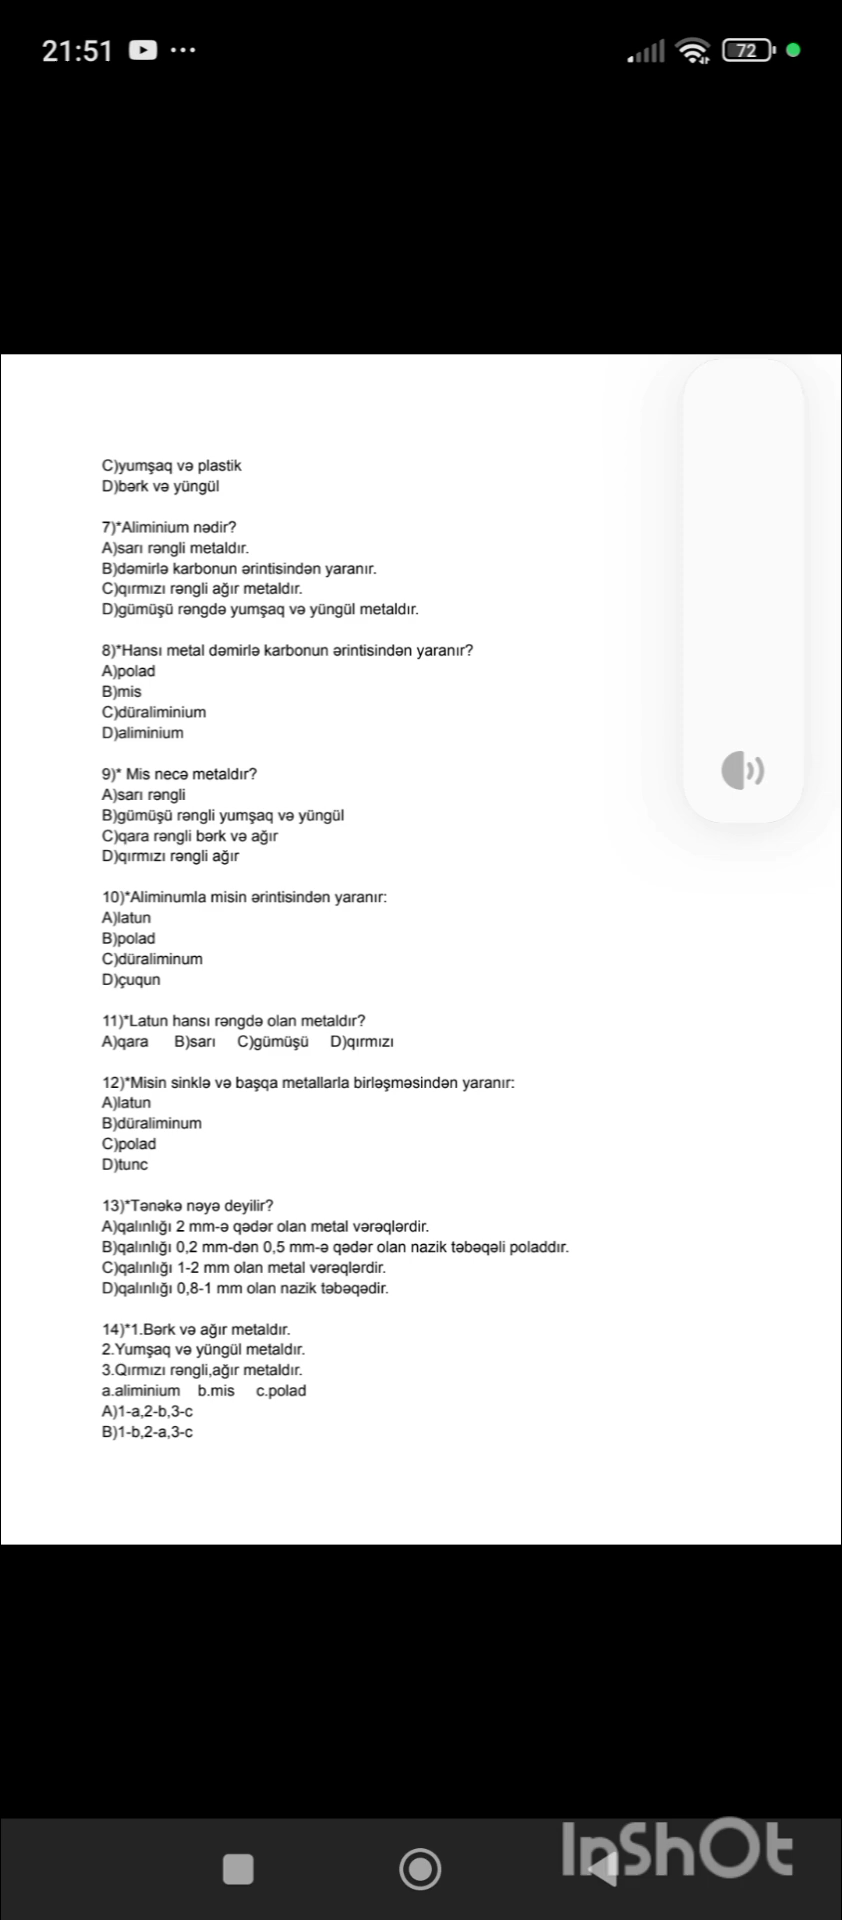 21:51
72
C)yumşaq və plastik
D)bərk və yüngül
7)*Aliminium nədir?
A)sarı rəngli metaldır.
B)dəmirlə karbonun ərintisindən yaranır.
C)qırmızı rəngli ağır metaldır.
D)gümüşü rəngdə yumşaq və yüngül metaldır.
8)*Hansı metal dəmirlə karbonun ərintisindən yaranır?
A)polad
B)mis
C)düraliminium
D)aliminium
9)* Mis necə metaldır?
A)sarı rəngli
B)gümüşü rəngli yumşaq və yüngül
C)qara rəngli bərk və ağır
D)qırmızı rəngli ağır
10)*Aliminumla misin ərintisindən yaranır:
A)latun
B)polad
C)düraliminum
D)çuqun
11)*Latun hansı rəngdə olan metaldır?
A)qara B)sarı C)gümüşü D)qırmızı
12)*Misin sinklə və başqa metallarla birləşməsindən yaranır:
A)latun
B)düraliminum
C)polad
D)tunc
13)*Tənəkə nəyə deyilir?
A)qalınlığı 2 mm-ə qədər olan metal vərəqlərdir.
B)qalınlığı 0,2 mm-dən 0,5 mm-ə qədər olan nazik təbəqəli poladdır.
C)qalınlığı 1-2 mm olan metal vərəqlərdir.
D)qalınlığı 0,8-1 mm olan nazik təbəqədir.
14)*1.Bərk və ağır metaldır.
2.Yumşaq və yüngül metaldır.
3.Qırmızı rəngli,ağır metaldır.
a.aliminium b.mis c.polad
A)1-a,2-b,3-c
B)1-b,2-a,3-c
InShOt